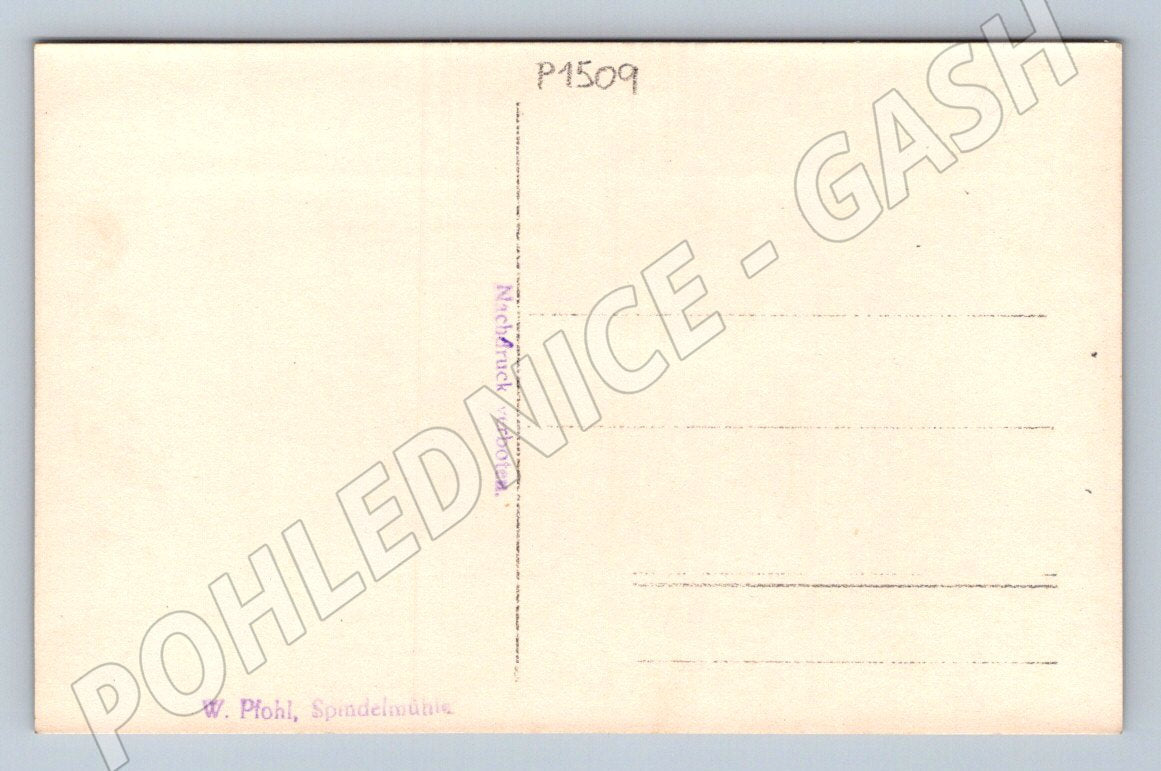 P1509
Nachdruck verboten.
W. Pfohl, Spindelmühle
POHLEDNICE - GASH